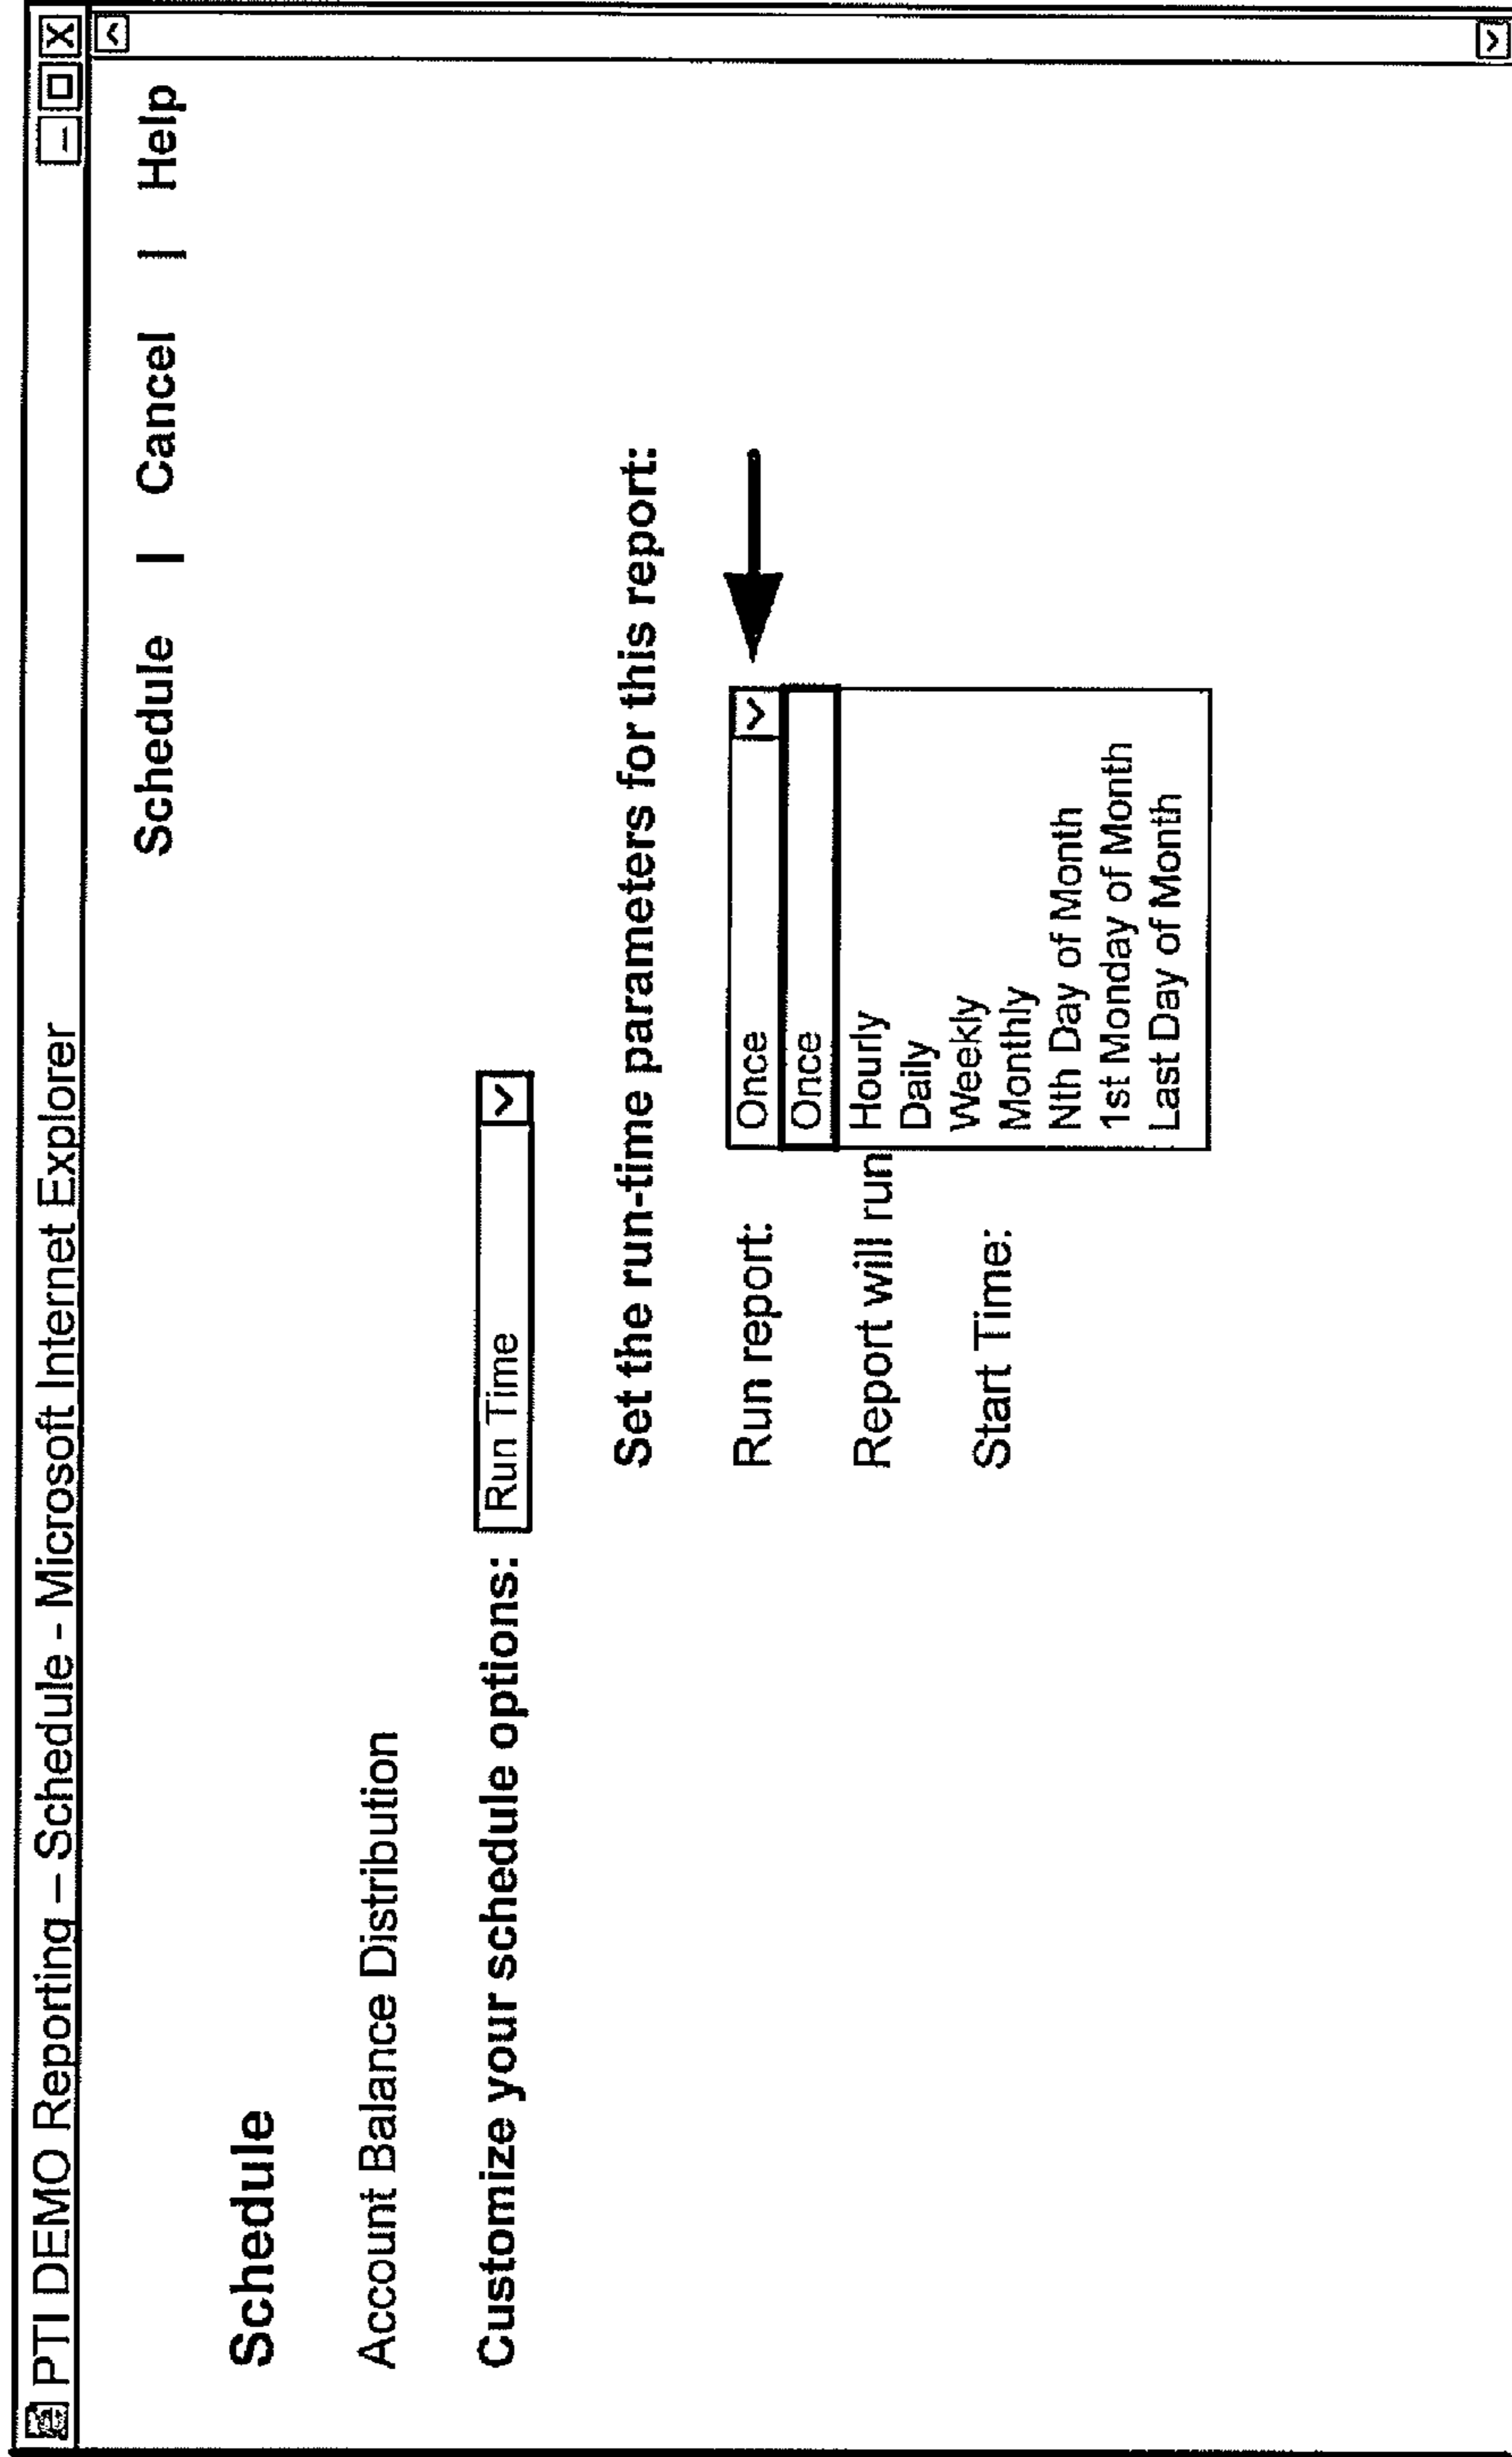 PTI DEMO Reporting – Schedule - Microsoft Internet Explorer
Schedule | Cancel | Help
Schedule
Account Balance Distribution
Customize your schedule options: Run Time
Set the run-time parameters for this report:
Run report: Once
Once
Report will run Hourly
Daily
Weekly
Start Time: Monthly
Nth Day of Month
1st Monday of Month
Last Day of Month